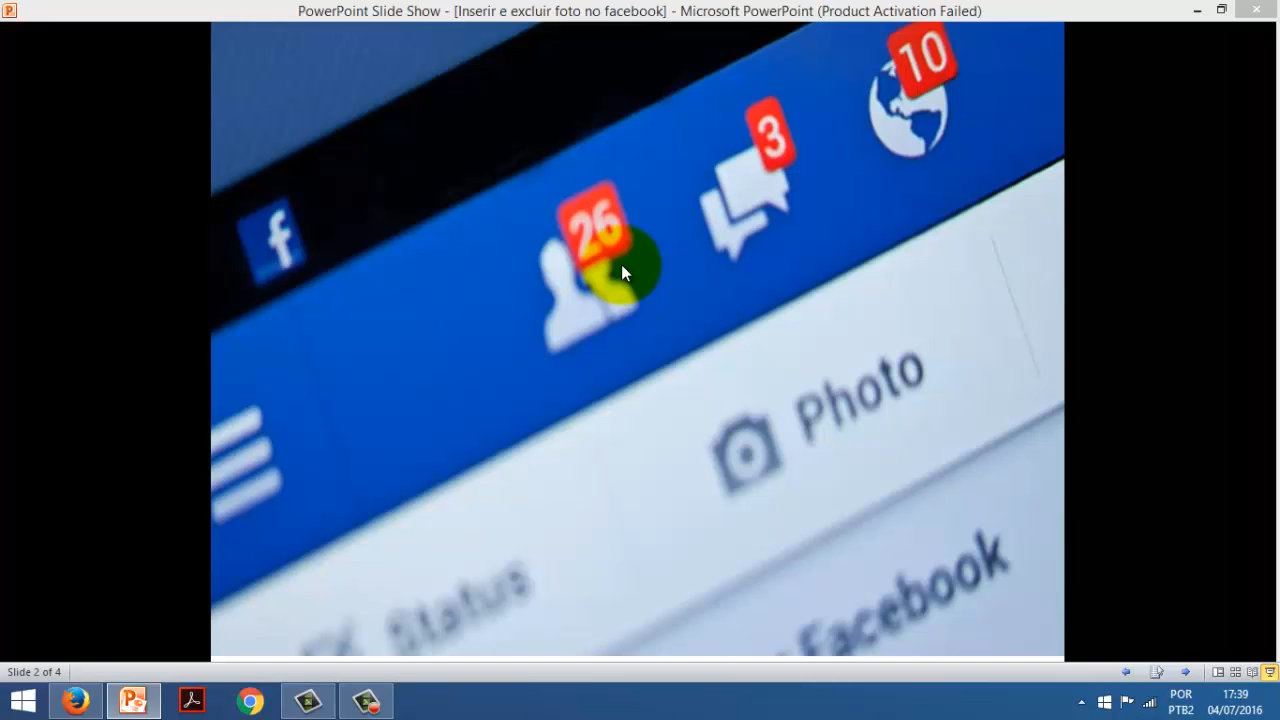 PowerPoint Slide Show - [Inserir e excluir foto no facebook] - Microsoft PowerPoint (Product Activation Failed)
10
3
26
f
Photo
Status
Facebook
Slide 2 of 4
POR
PTB2
17:39
04/07/2016